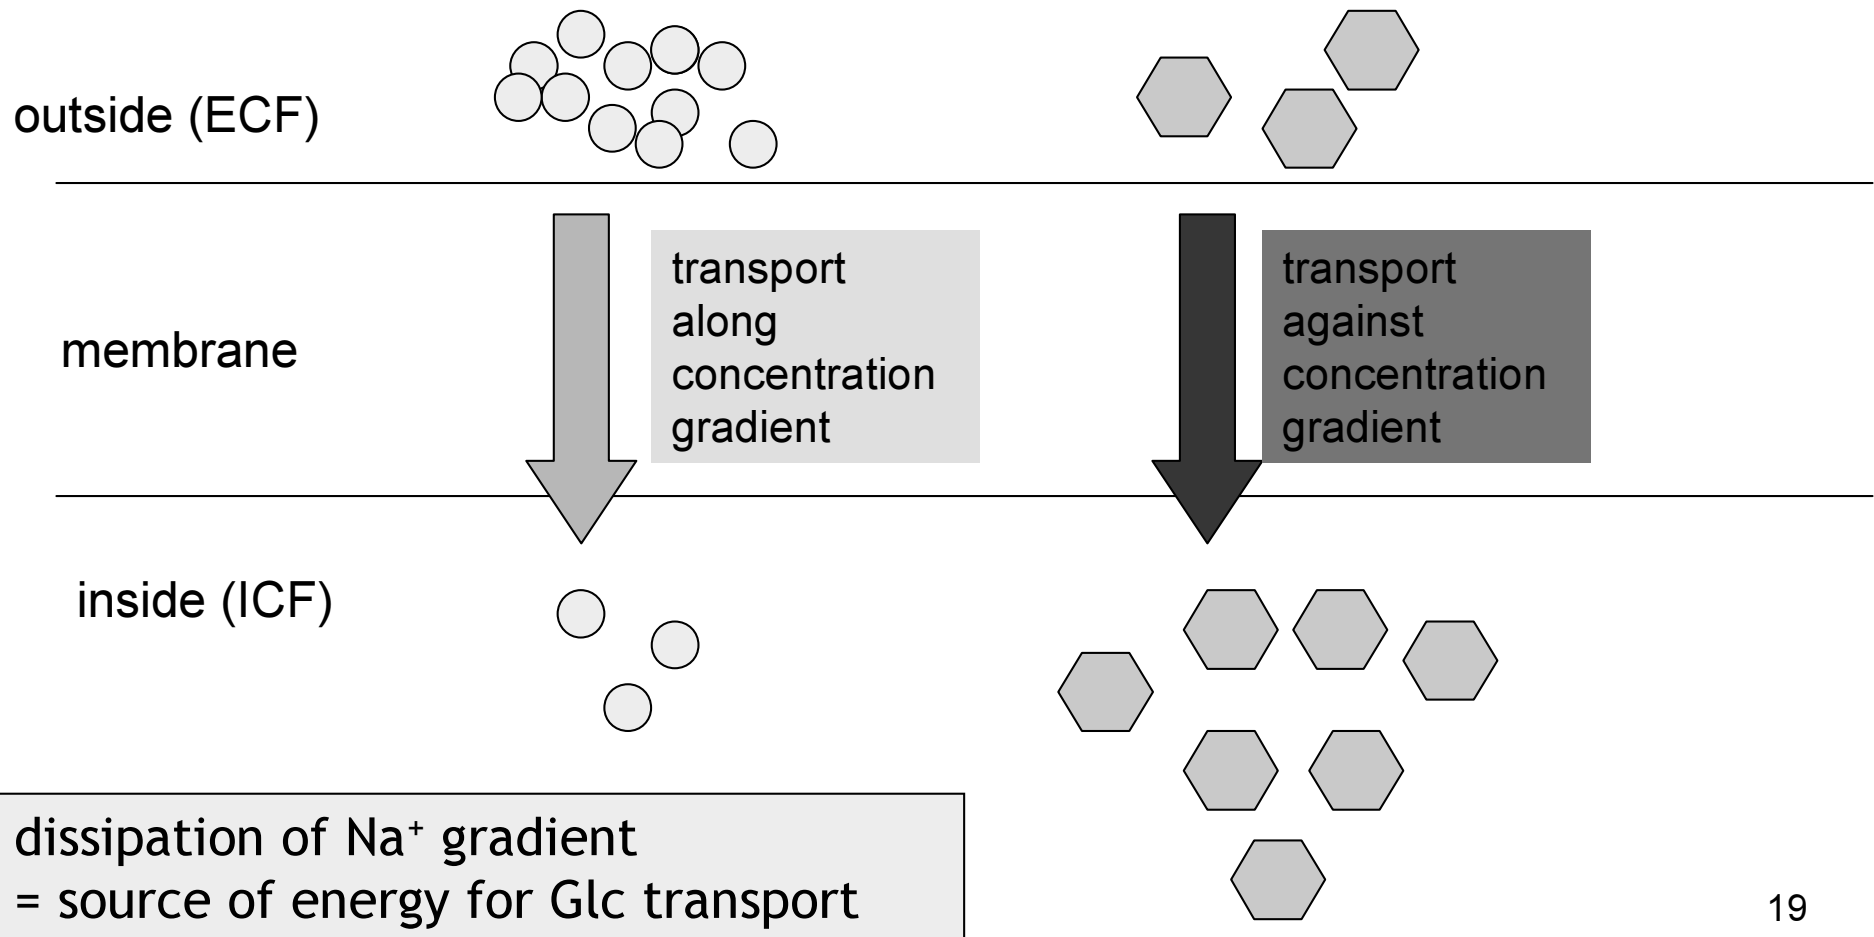 outside (ECF)
transport
along
concentration
gradient
transport
against
concentration
gradient
membrane
inside (ICF)
dissipation of Na⁺ gradient
= source of energy for Glc transport
19